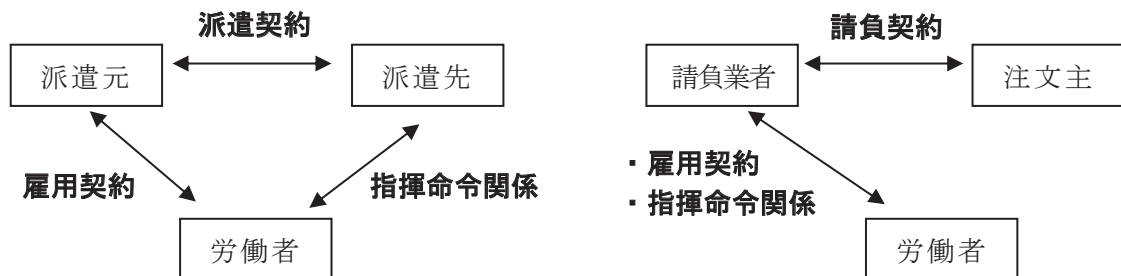 派遣契約
派遣元
派遣先
雇用契約
指揮命令関係
労働者
請負契約
請負業者
注文主
・雇用契約
・指揮命令関係
労働者